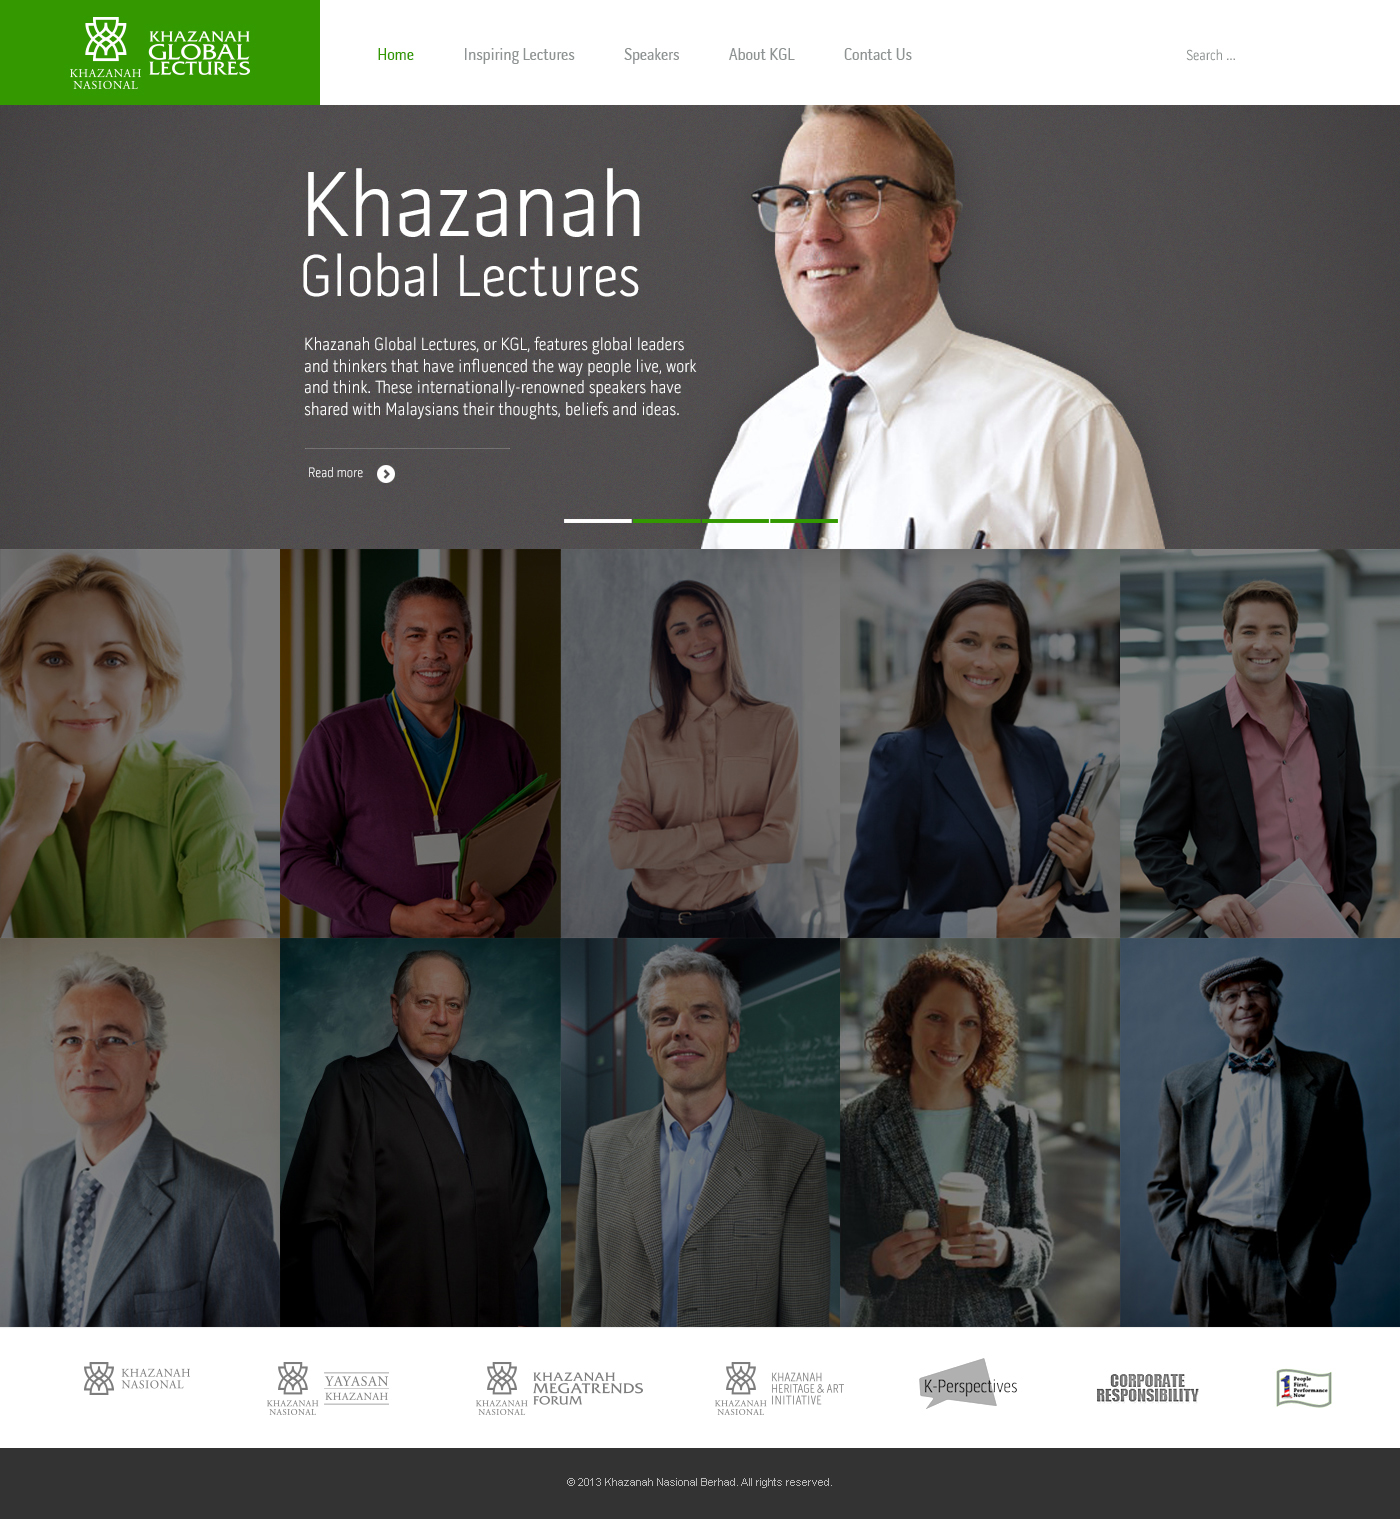 KHAZANAH
NASIONAL
KHAZANAH
GLOBAL
LECTURES
Home
Inspiring Lectures
Speakers
About KGL
Contact Us
Search ...
Khazanah
Global Lectures
Khazanah Global Lectures, or KGL, features global leaders
and thinkers that have influenced the way people live, work
and think. These internationally-renowned speakers have
shared with Malaysians their thoughts, beliefs and ideas.
Read more
KHAZANAH
NASIONAL
KHAZANAH
NASIONAL
YAYASAN
KHAZANAH
KHAZANAH
NASIONAL
KHAZANAH
MEGATRENDS
FORUM
KHAZANAH
NASIONAL
KHAZANAH
HERITAGE & ART
INITIATIVE
K-Perspectives
CORPORATE
RESPONSIBILITY
1
People
First,
Performance
Now
© 2013 Khazanah Nasional Berhad. All rights reserved.